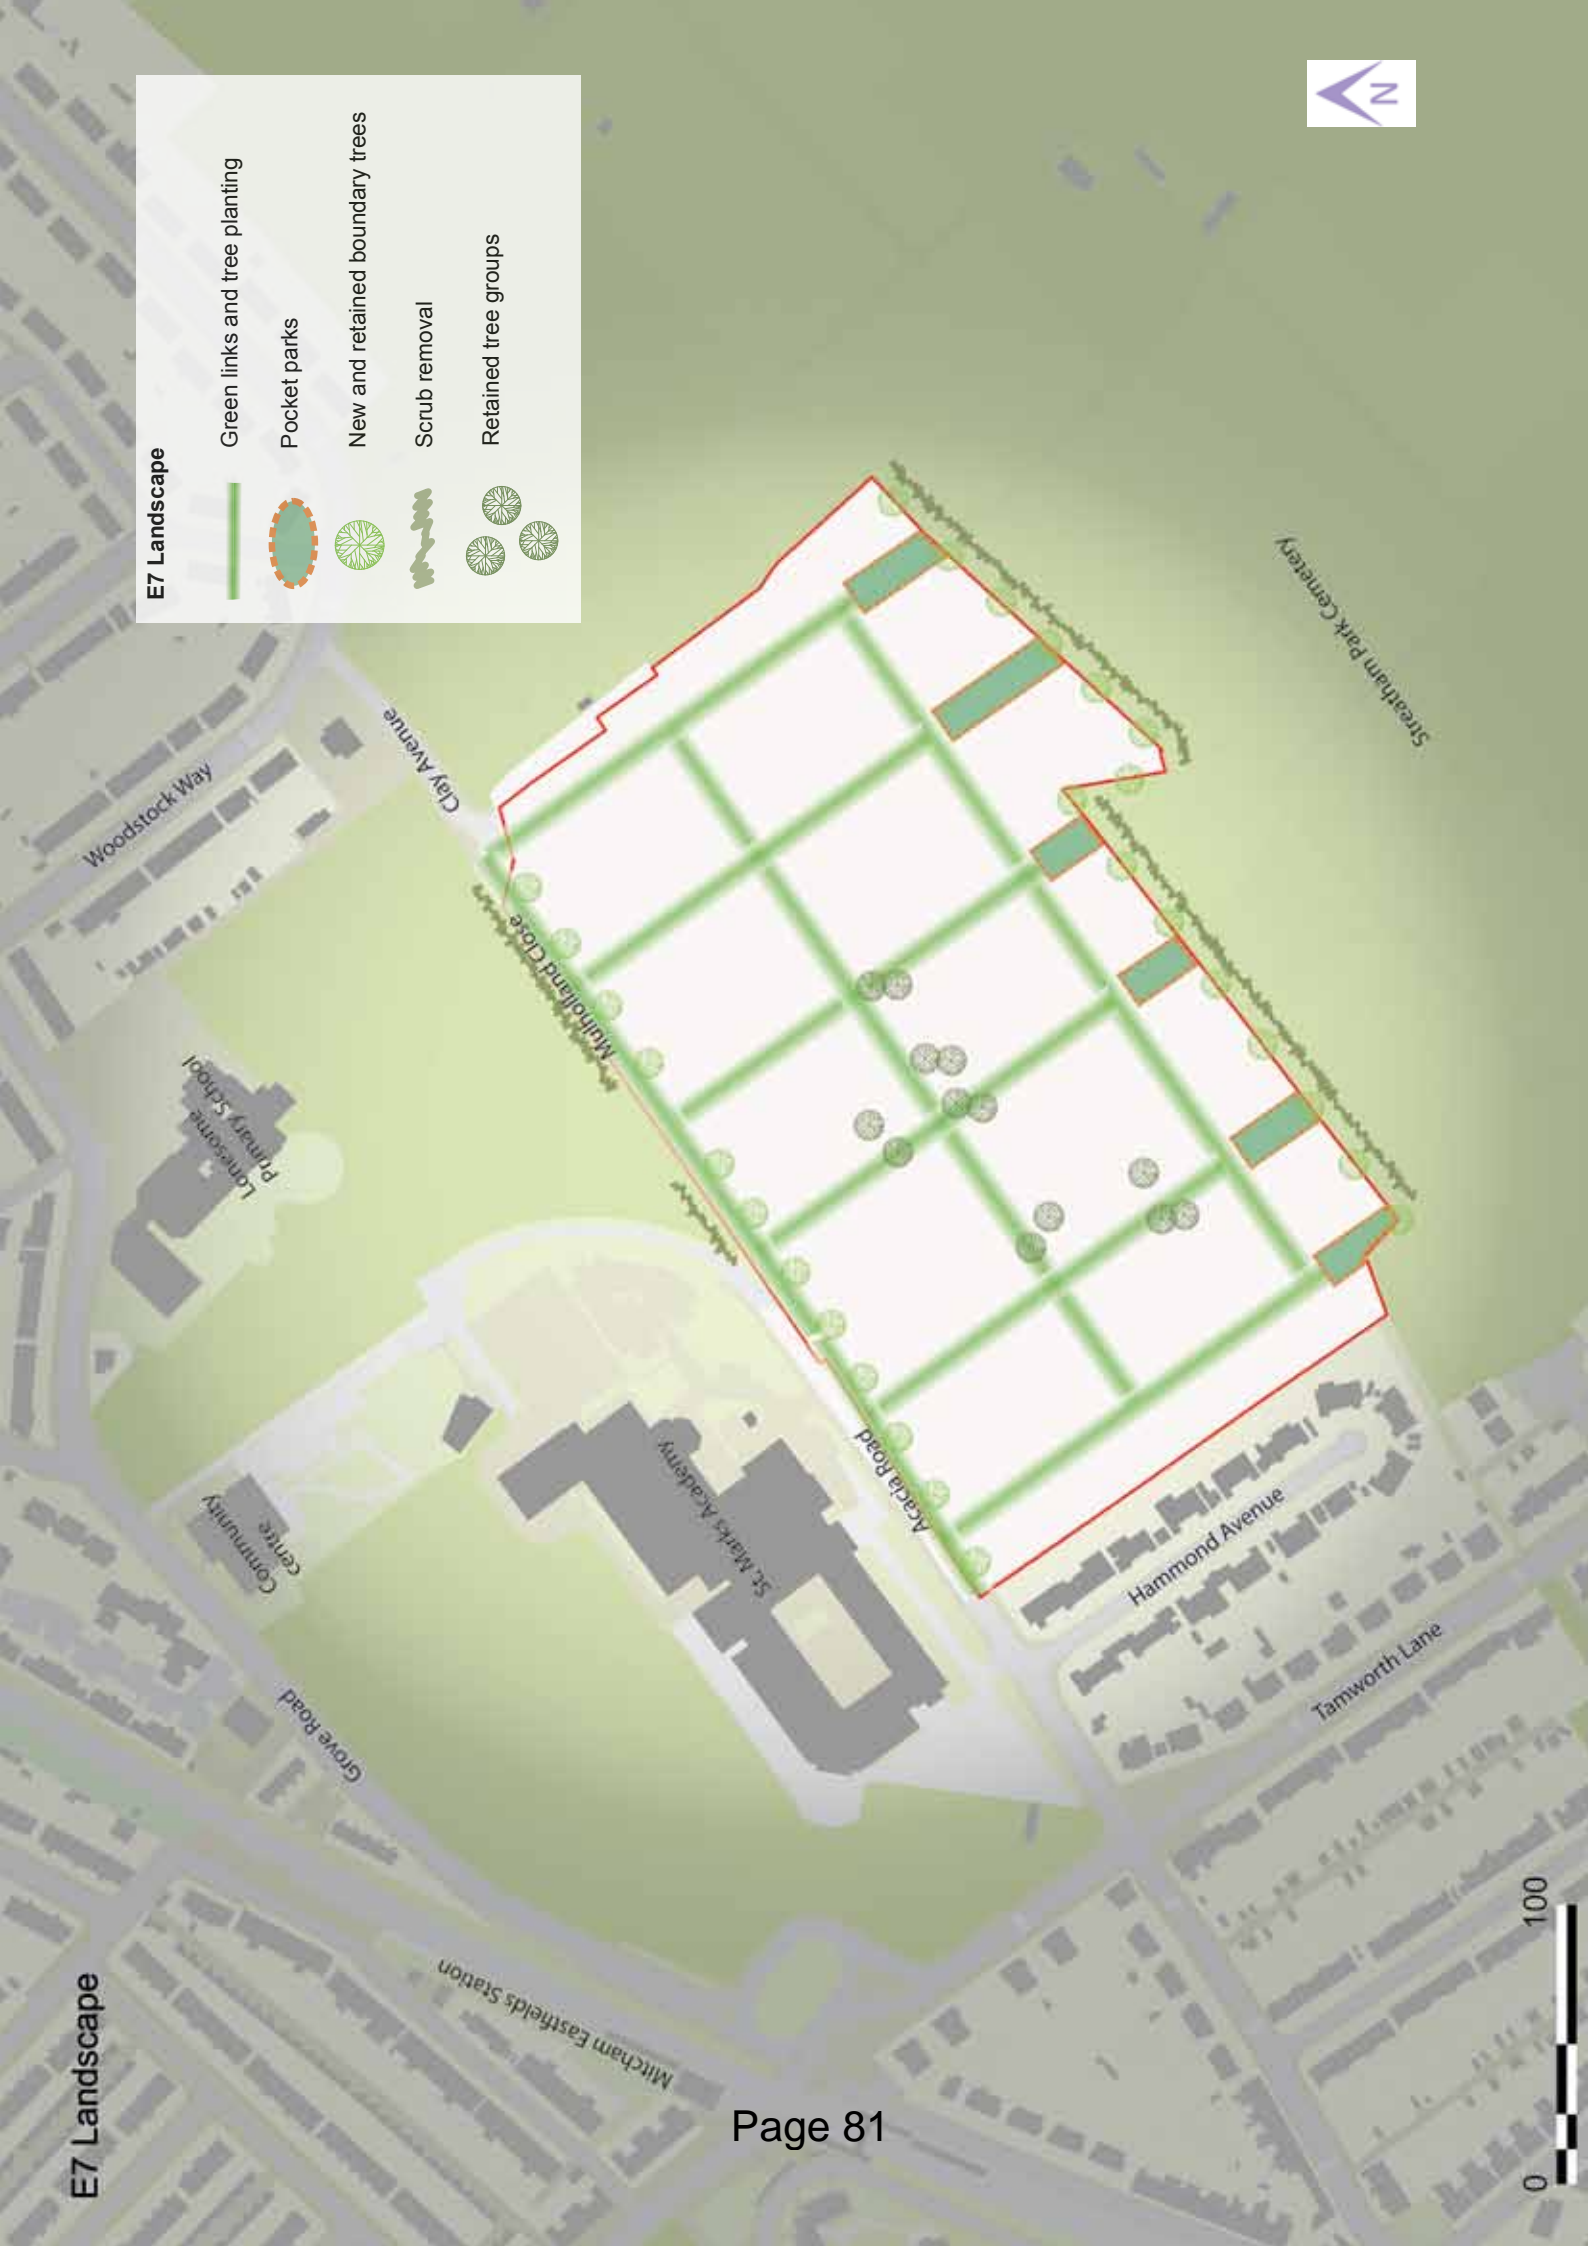 E7 Landscape
E7 Landscape
Green links and tree planting
Pocket parks
New and retained boundary trees
Scrub removal
Retained tree groups
N
Woodstock Way
Clay Avenue
Mulholland Close
Lonesome
Primary School
Community
centre
Grove Road
St. Marks Academy
Acacia Road
Hammond Avenue
Tamworth Lane
Streatham Park Cemetery
Mitcham Eastfields Station
0
100
Page 81